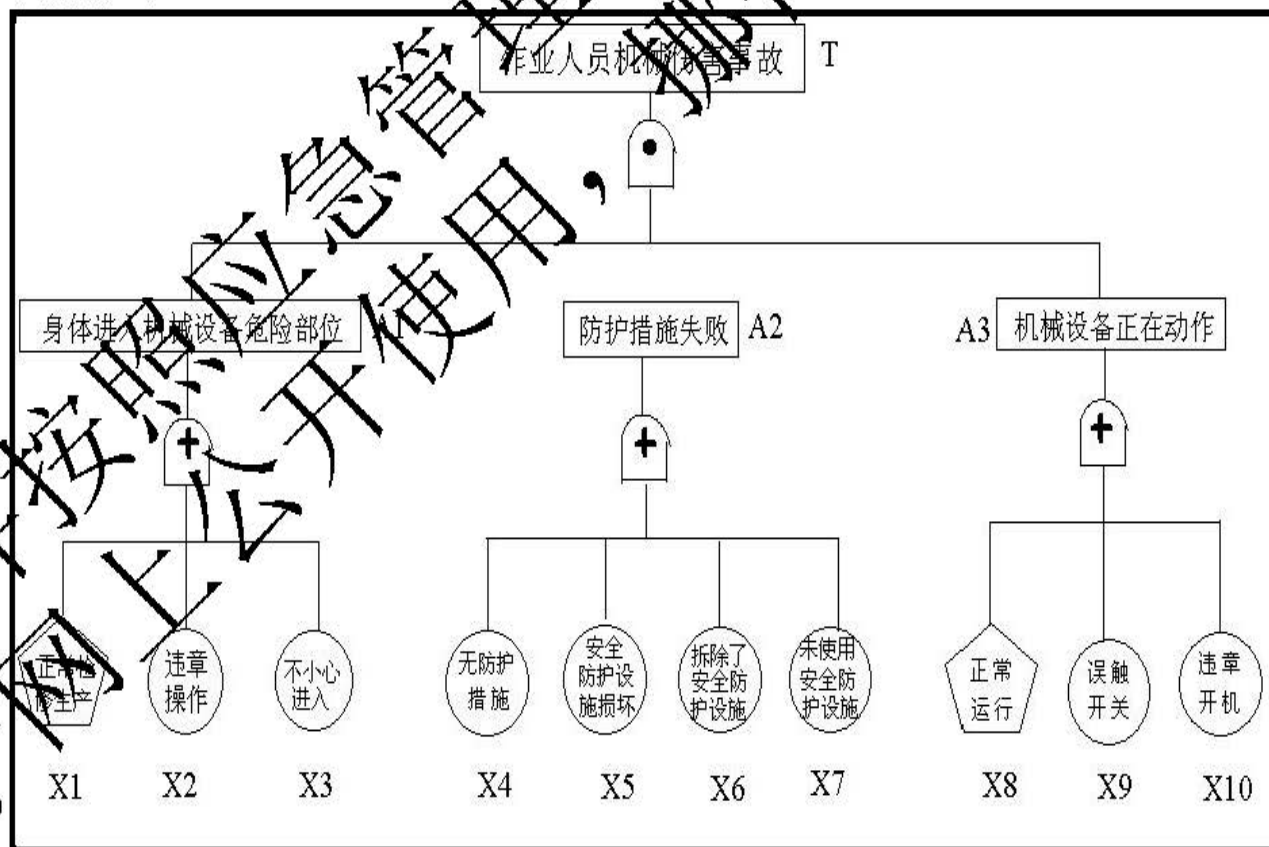 作业人员机械伤害事故 T
身体进入机械设备危险部位 A1
防护措施失败 A2
A3 机械设备正在动作
正常检
修生产
违章
操作
不小心
进入
无防护
措施
安全
防护设
施损坏
拆除了
安全防
护设施
未使用
安全防
护设施
正常
运行
误触
开关
违章
开机
X1 X2 X3 X4 X5 X6 X7 X8 X9 X10
按照应急管理
网上公开使用，